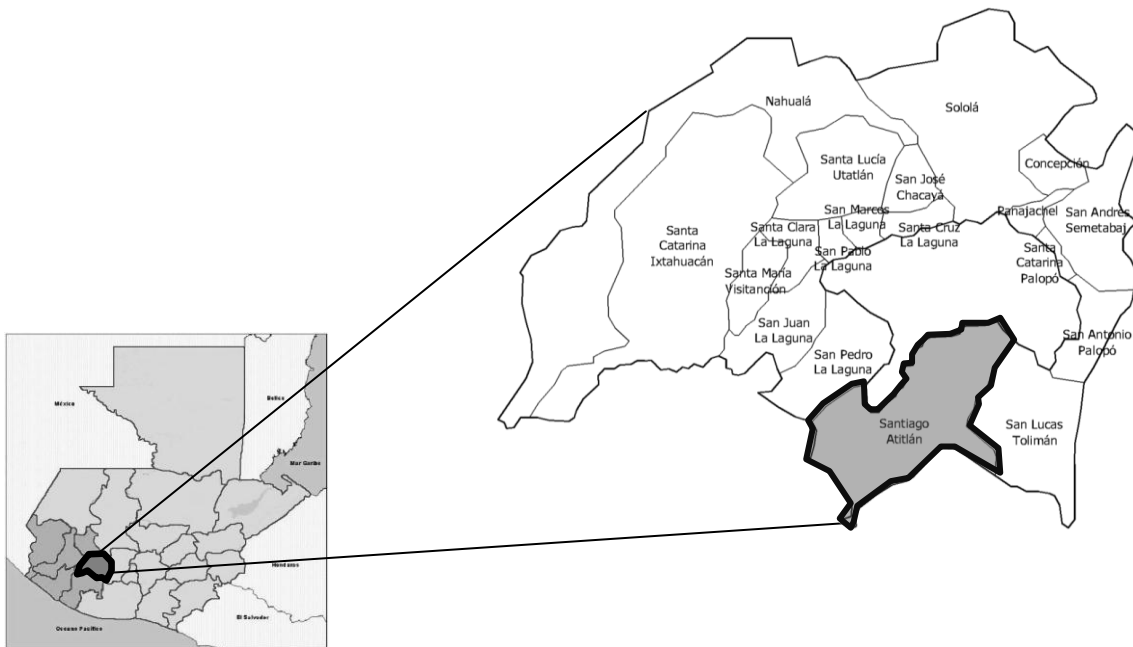 Nahualá
Sololá
Santa Lucía
Utatlán
Concepción
San José
Chacayá
San Marcos
La Laguna
Panajachel
San Andrés
Semetabaj
Santa
Catarina
Ixtahuacán
Santa Clara
La Laguna
Santa Cruz
La Laguna
San Pablo
La Laguna
Santa
Catarina
Palopó
Santa María
Visitanción
San Juan
La Laguna
San Antonio
Palopó
San Pedro
La Laguna
Santiago
Atitlán
San Lucas
Tolimán
México
Belice
Mar Caribe
Honduras
El Salvador
Oceano Pacífico